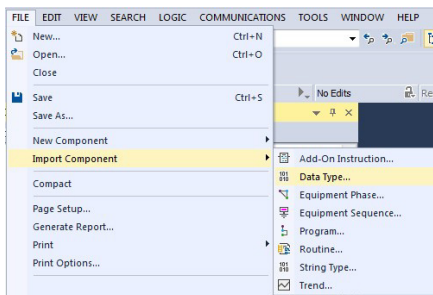 FILE EDIT VIEW SEARCH LOGIC COMMUNICATIONS TOOLS WINDOW HELP
New... Ctrl+N
Open... Ctrl+O
Close
Save Ctrl+S
Save As...
New Component
Import Component
Compact
Page Setup...
Generate Report...
Print
Print Options...
No Edits
Add-On Instruction...
Data Type...
Equipment Phase...
Equipment Sequence...
Program...
Routine...
String Type...
Trend...